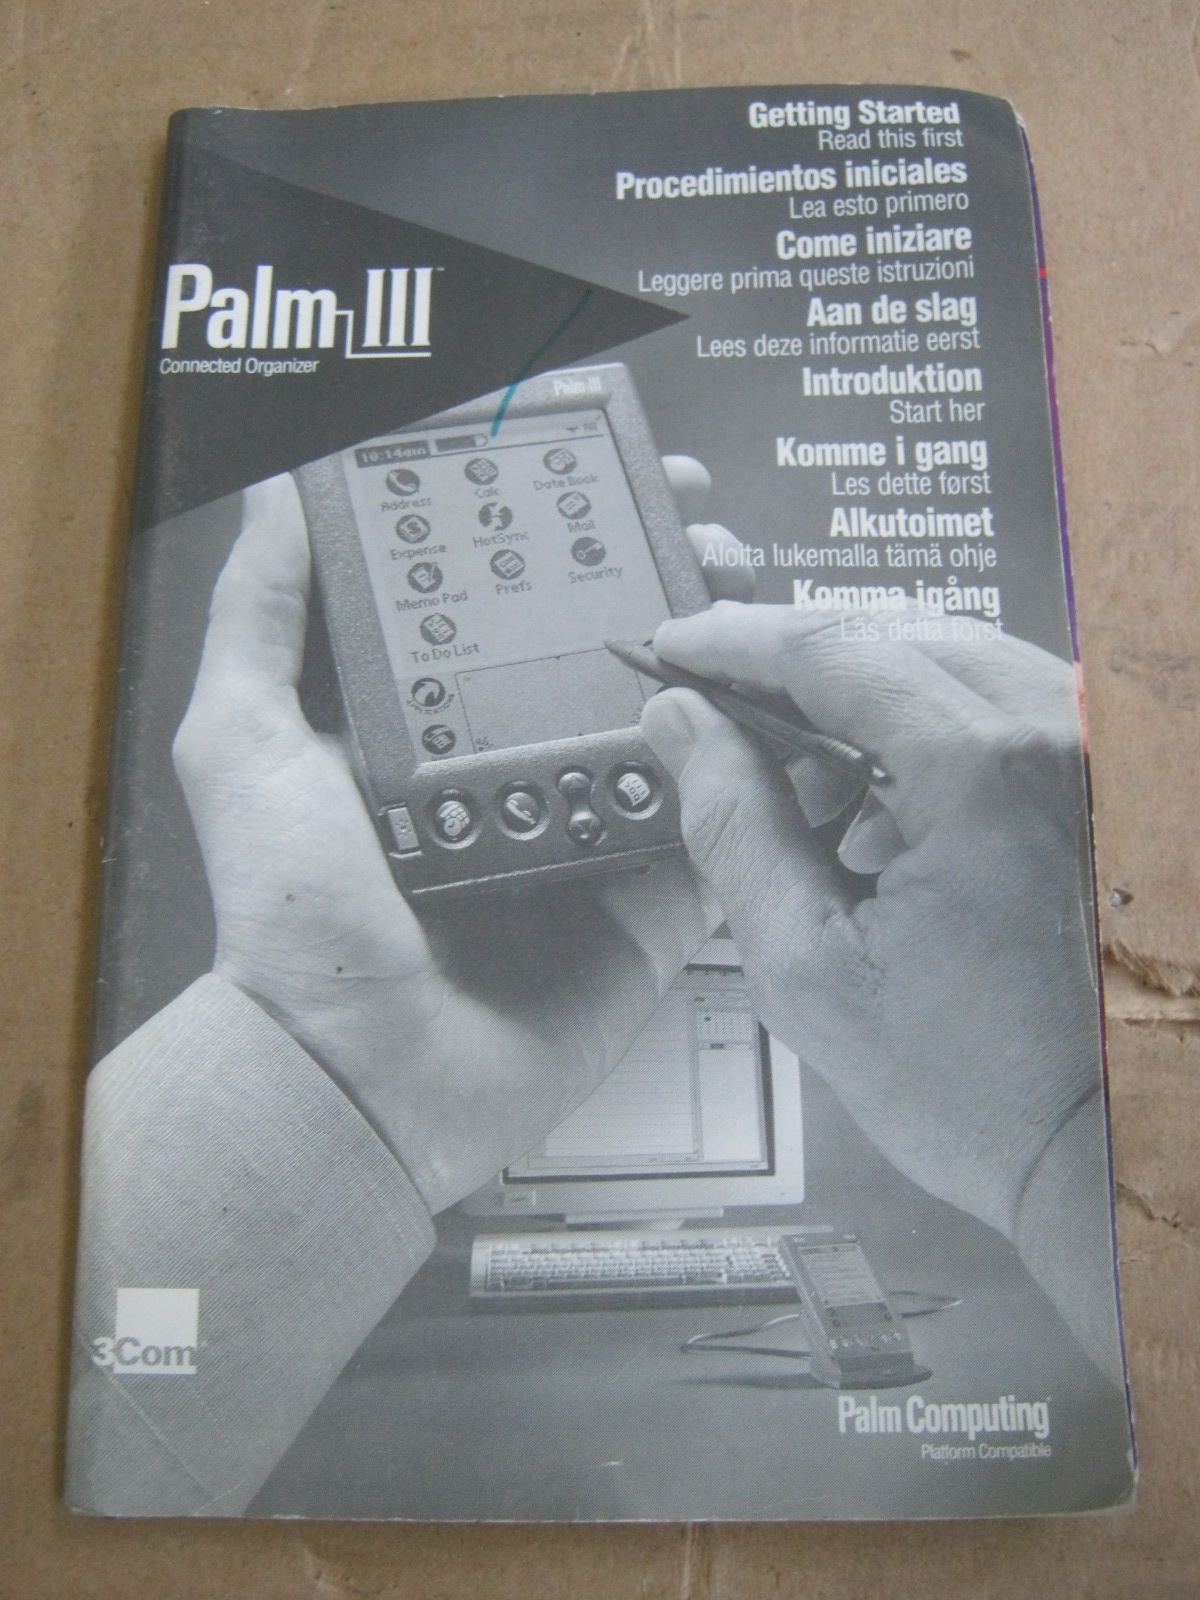 Getting Started
Read this first
Procedimientos iniciales
Lea esto primero
Come iniziare
Leggere prima queste istruzioni
Aan de slag
Lees deze informatie eerst
Introduktion
Start her
Komme i gang
Les dette først
Alkutoimet
Aloita lukemalla tämä ohje
Komma igång
Läs detta först
Palm III™
Connected Organizer
Palm III
10:14am
Address
Calc
Date Book
Expense
HotSync
Mail
Memo Pad
Prefs
Security
To Do List
3Com
Palm Computing
Platform Compatible